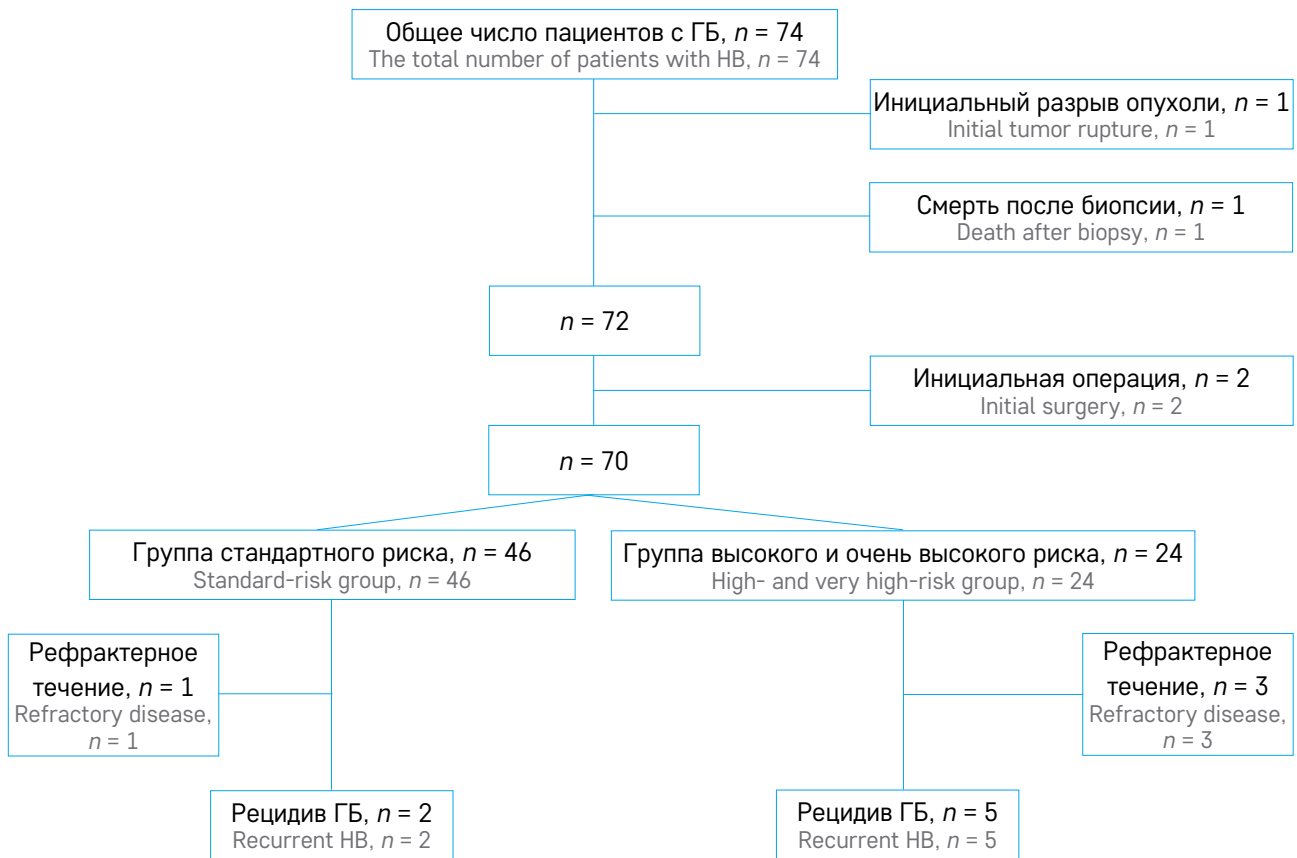 Общее число пациентов с ГБ, n = 74
The total number of patients with HB, n = 74
Инициальный разрыв опухоли, n = 1
Initial tumor rupture, n = 1
Смерть после биопсии, n = 1
Death after biopsy, n = 1
n = 72
Инициальная операция, n = 2
Initial surgery, n = 2
n = 70
Группа стандартного риска, n = 46
Standard-risk group, n = 46
Группа высокого и очень высокого риска, n = 24
High- and very high-risk group, n = 24
Рефрактерное
течение, n = 1
Refractory disease,
n = 1
Рефрактерное
течение, n = 3
Refractory disease,
n = 3
Рецидив ГБ, n = 2
Recurrent HB, n = 2
Рецидив ГБ, n = 5
Recurrent HB, n = 5